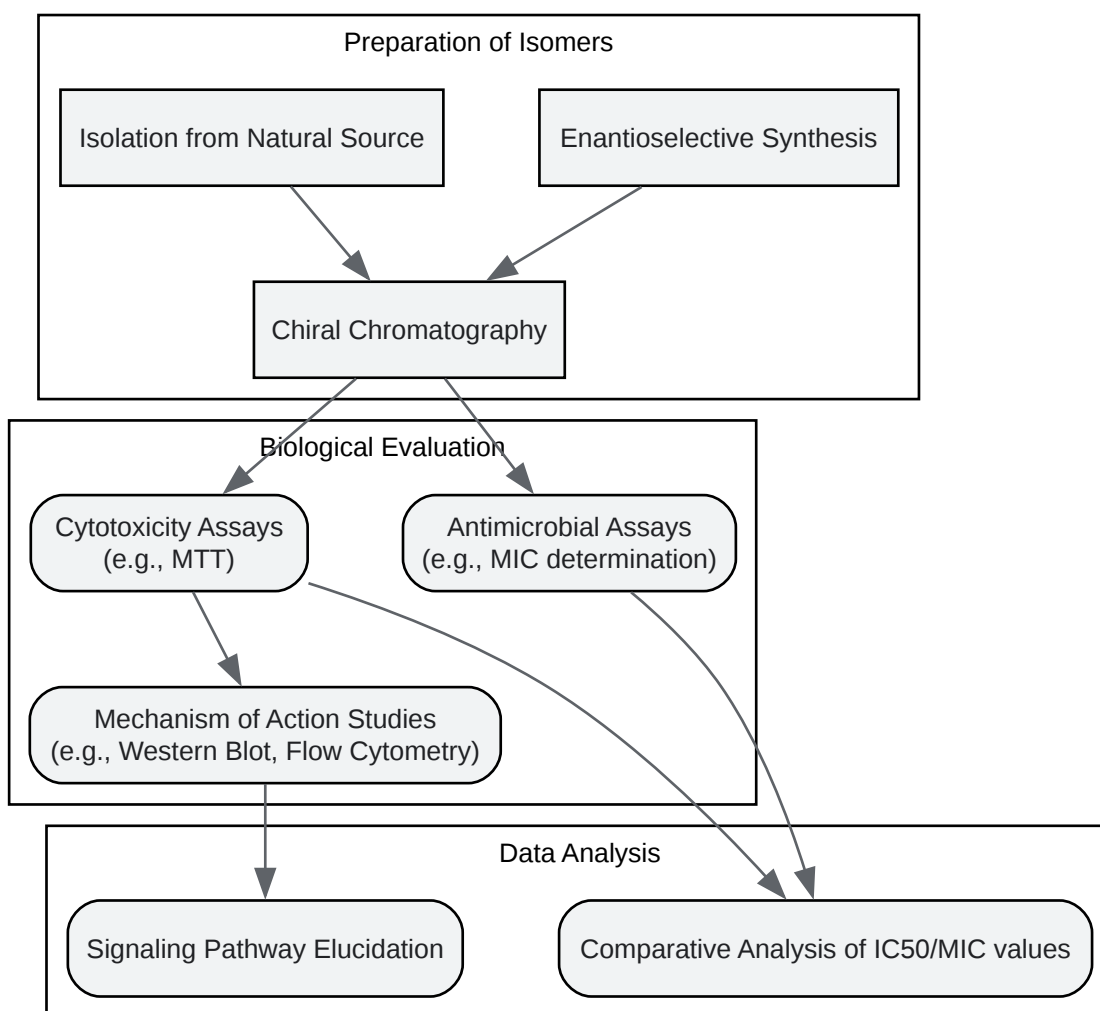 Preparation of Isomers
Isolation from Natural Source
Enantioselective Synthesis
Chiral Chromatography
Biological Evaluation
Cytotoxicity Assays
(e.g., MTT)
Antimicrobial Assays
(e.g., MIC determination)
Mechanism of Action Studies
(e.g., Western Blot, Flow Cytometry)
Data Analysis
Signaling Pathway Elucidation
Comparative Analysis of IC50/MIC values